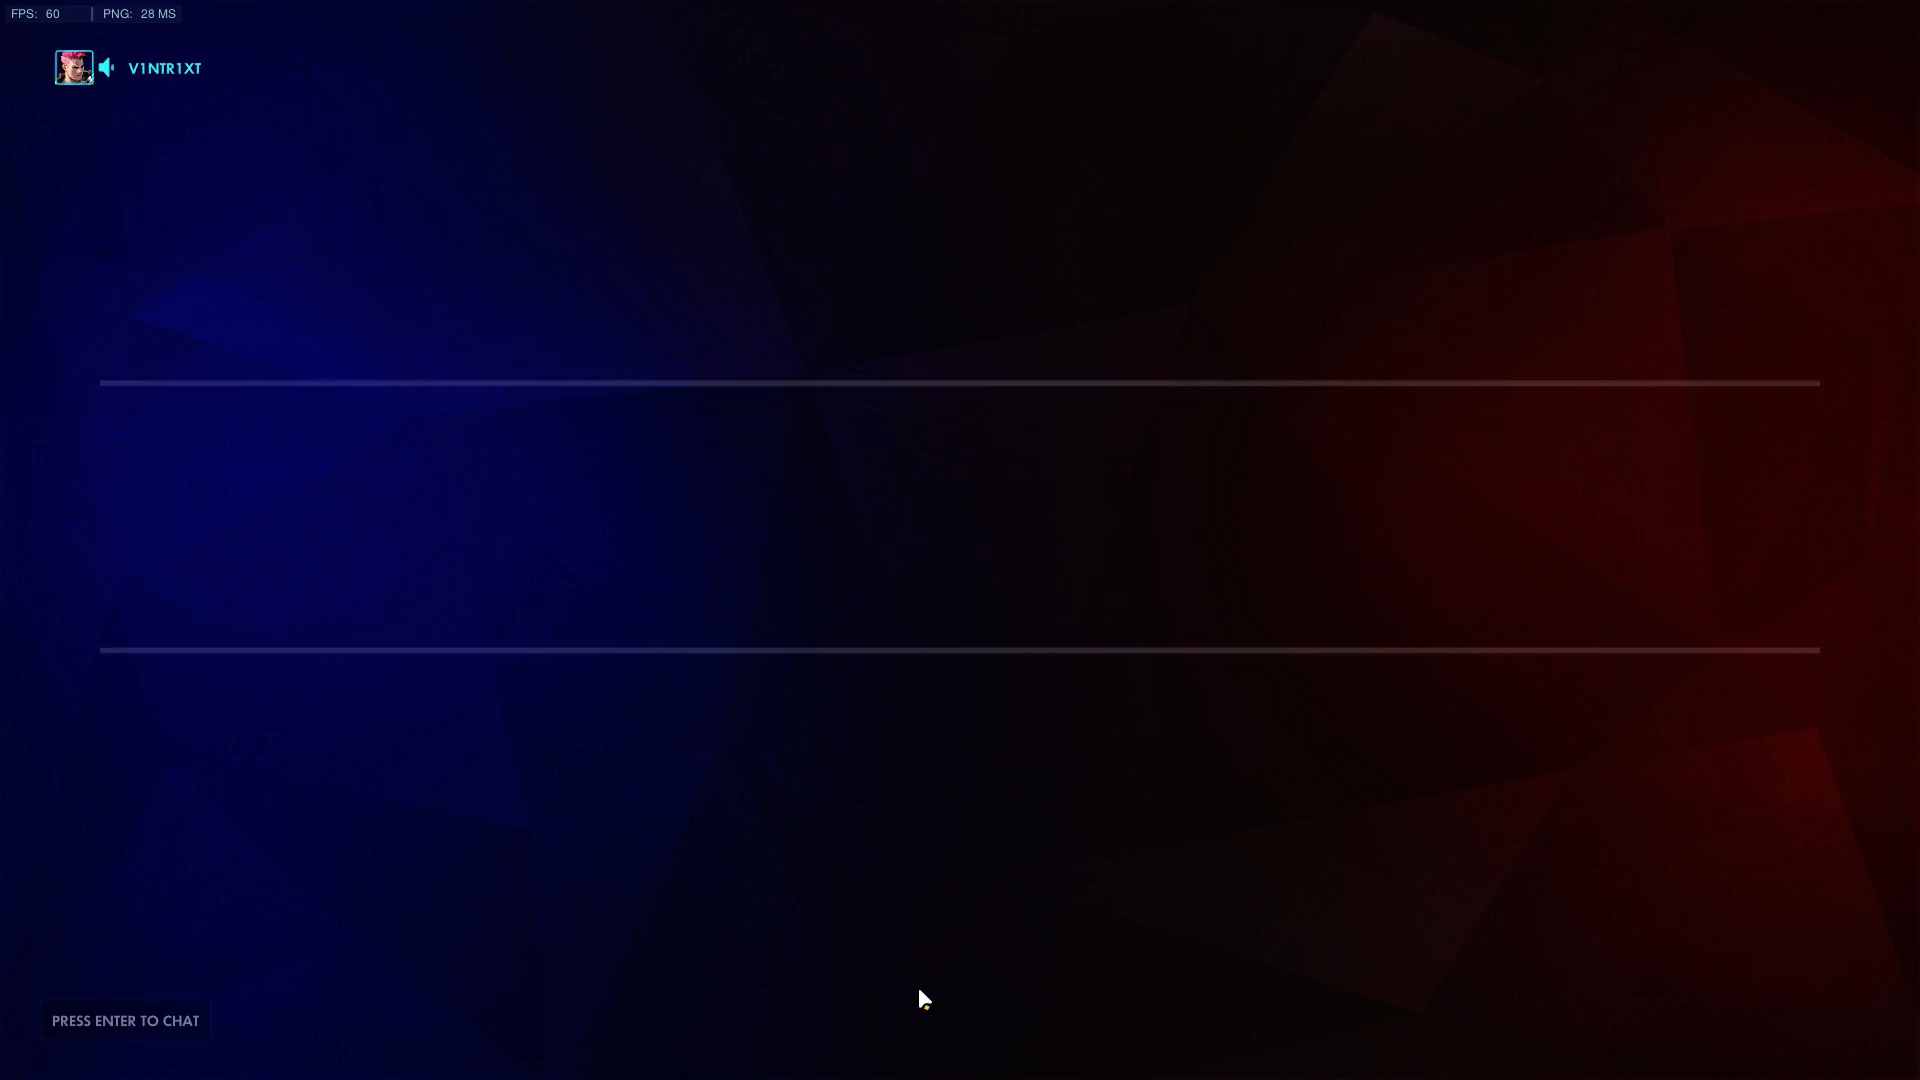 FPS: 60 | PNG: 28 MS
V1NTR1XT
PRESS ENTER TO CHAT